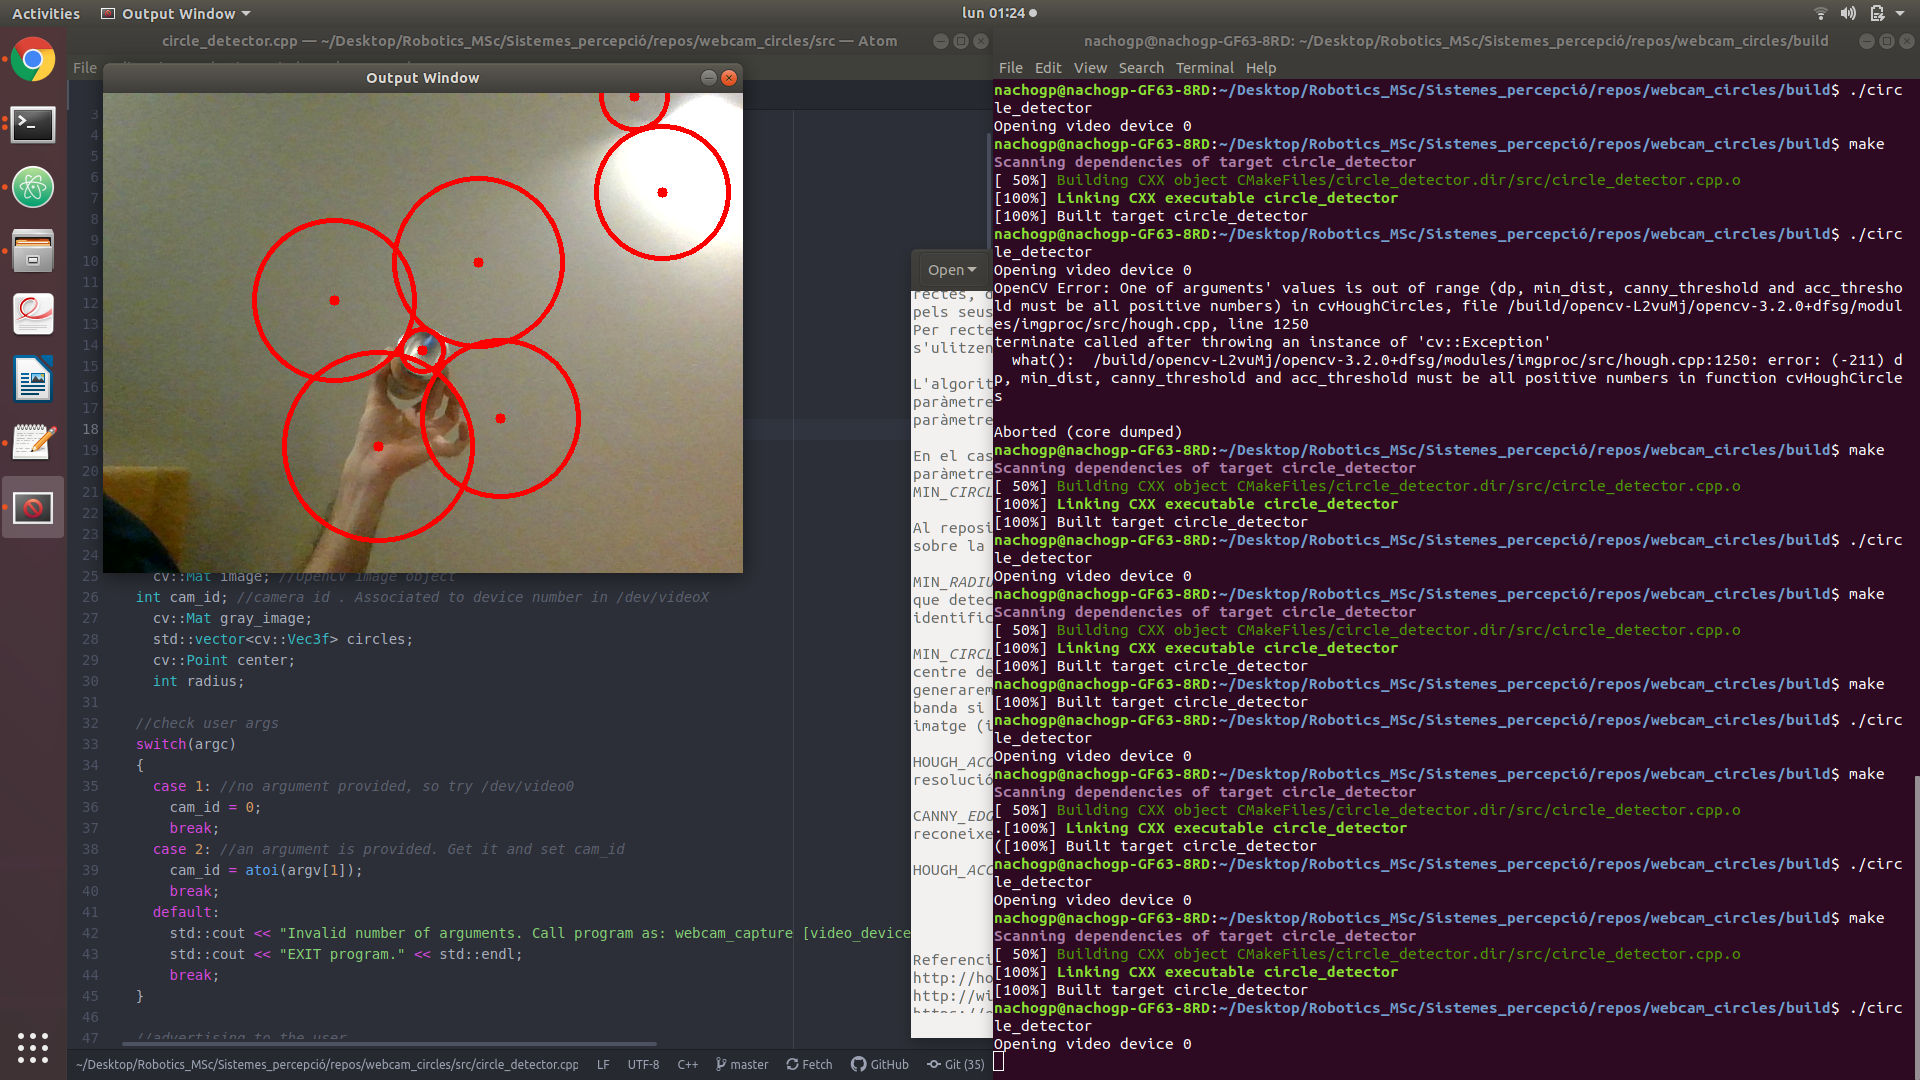 Activities
Output Window
lun 01:24
circle_detector.cpp — ~/Desktop/Robotics_MSc/Sistemes_percepció/repos/webcam_circles/src — Atom
File
Output Window
3
4
5
6
7
8
9
10
11
12
13
14
15
16
17
18
19
20
21
22
23
24
25 cv::Mat image; //OpenCV image object
26 int cam_id; //camera id . Associated to device number in /dev/videoX
27 cv::Mat gray_image;
28 std::vector<cv::Vec3f> circles;
29 cv::Point center;
30 int radius;
31
32 //check user args
33 switch(argc)
34 {
35 case 1: //no argument provided, so try /dev/video0
36 cam_id = 0;
37 break;
38 case 2: //an argument is provided. Get it and set cam_id
39 cam_id = atoi(argv[1]);
40 break;
41 default:
42 std::cout << "Invalid number of arguments. Call program as: webcam_capture [video_device
43 std::cout << "EXIT program." << std::endl;
44 break;
45 }
46
47 //advertising to the user
~/Desktop/Robotics_MSc/Sistemes_percepció/repos/webcam_circles/src/circle_detector.cpp LF UTF-8 C++ master Fetch GitHub Git (35)
Open
rectes, 
pels seus
Per recte
s'ulitzen
L'algorit
paràmetre
paràmetre
En el cas
paràmetre
MIN_CIRCL
Al reposi
sobre la
MIN_RADIU
que detec
identific
MIN_CIRCL
centre de
generarem
banda si
imatge (i
HOUGH_ACC
resolució
CANNY_EDG
reconeixe
HOUGH_ACC
Referenci
http://ho
http://wi
nachogp@nachogp-GF63-8RD: ~/Desktop/Robotics_MSc/Sistemes_percepció/repos/webcam_circles/build
File Edit View Search Terminal Help
nachogp@nachogp-GF63-8RD:~/Desktop/Robotics_MSc/Sistemes_percepció/repos/webcam_circles/build$ ./circ
le_detector
Opening video device 0
nachogp@nachogp-GF63-8RD:~/Desktop/Robotics_MSc/Sistemes_percepció/repos/webcam_circles/build$ make
Scanning dependencies of target circle_detector
[ 50%] Building CXX object CMakeFiles/circle_detector.dir/src/circle_detector.cpp.o
[100%] Linking CXX executable circle_detector
[100%] Built target circle_detector
nachogp@nachogp-GF63-8RD:~/Desktop/Robotics_MSc/Sistemes_percepció/repos/webcam_circles/build$ ./circ
le_detector
Opening video device 0
OpenCV Error: One of arguments' values is out of range (dp, min_dist, canny_threshold and acc_thresho
ld must be all positive numbers) in cvHoughCircles, file /build/opencv-L2vuMj/opencv-3.2.0+dfsg/modul
es/imgproc/src/hough.cpp, line 1250
terminate called after throwing an instance of 'cv::Exception'
what(): /build/opencv-L2vuMj/opencv-3.2.0+dfsg/modules/imgproc/src/hough.cpp:1250: error: (-211) d
p, min_dist, canny_threshold and acc_threshold must be all positive numbers in function cvHoughCircle
s
Aborted (core dumped)
nachogp@nachogp-GF63-8RD:~/Desktop/Robotics_MSc/Sistemes_percepció/repos/webcam_circles/build$ make
Scanning dependencies of target circle_detector
[ 50%] Building CXX object CMakeFiles/circle_detector.dir/src/circle_detector.cpp.o
[100%] Linking CXX executable circle_detector
[100%] Built target circle_detector
nachogp@nachogp-GF63-8RD:~/Desktop/Robotics_MSc/Sistemes_percepció/repos/webcam_circles/build$ ./circ
le_detector
Opening video device 0
nachogp@nachogp-GF63-8RD:~/Desktop/Robotics_MSc/Sistemes_percepció/repos/webcam_circles/build$ make
Scanning dependencies of target circle_detector
[ 50%] Building CXX object CMakeFiles/circle_detector.dir/src/circle_detector.cpp.o
[100%] Linking CXX executable circle_detector
[100%] Built target circle_detector
nachogp@nachogp-GF63-8RD:~/Desktop/Robotics_MSc/Sistemes_percepció/repos/webcam_circles/build$ make
[100%] Built target circle_detector
nachogp@nachogp-GF63-8RD:~/Desktop/Robotics_MSc/Sistemes_percepció/repos/webcam_circles/build$ ./circ
le_detector
Opening video device 0
nachogp@nachogp-GF63-8RD:~/Desktop/Robotics_MSc/Sistemes_percepció/repos/webcam_circles/build$ make
Scanning dependencies of target circle_detector
[ 50%] Building CXX object CMakeFiles/circle_detector.dir/src/circle_detector.cpp.o
.[100%] Linking CXX executable circle_detector
([100%] Built target circle_detector
nachogp@nachogp-GF63-8RD:~/Desktop/Robotics_MSc/Sistemes_percepció/repos/webcam_circles/build$ ./circ
le_detector
Opening video device 0
nachogp@nachogp-GF63-8RD:~/Desktop/Robotics_MSc/Sistemes_percepció/repos/webcam_circles/build$ make
Scanning dependencies of target circle_detector
[ 50%] Building CXX object CMakeFiles/circle_detector.dir/src/circle_detector.cpp.o
[100%] Linking CXX executable circle_detector
[100%] Built target circle_detector
nachogp@nachogp-GF63-8RD:~/Desktop/Robotics_MSc/Sistemes_percepció/repos/webcam_circles/build$ ./circ
le_detector
Opening video device 0